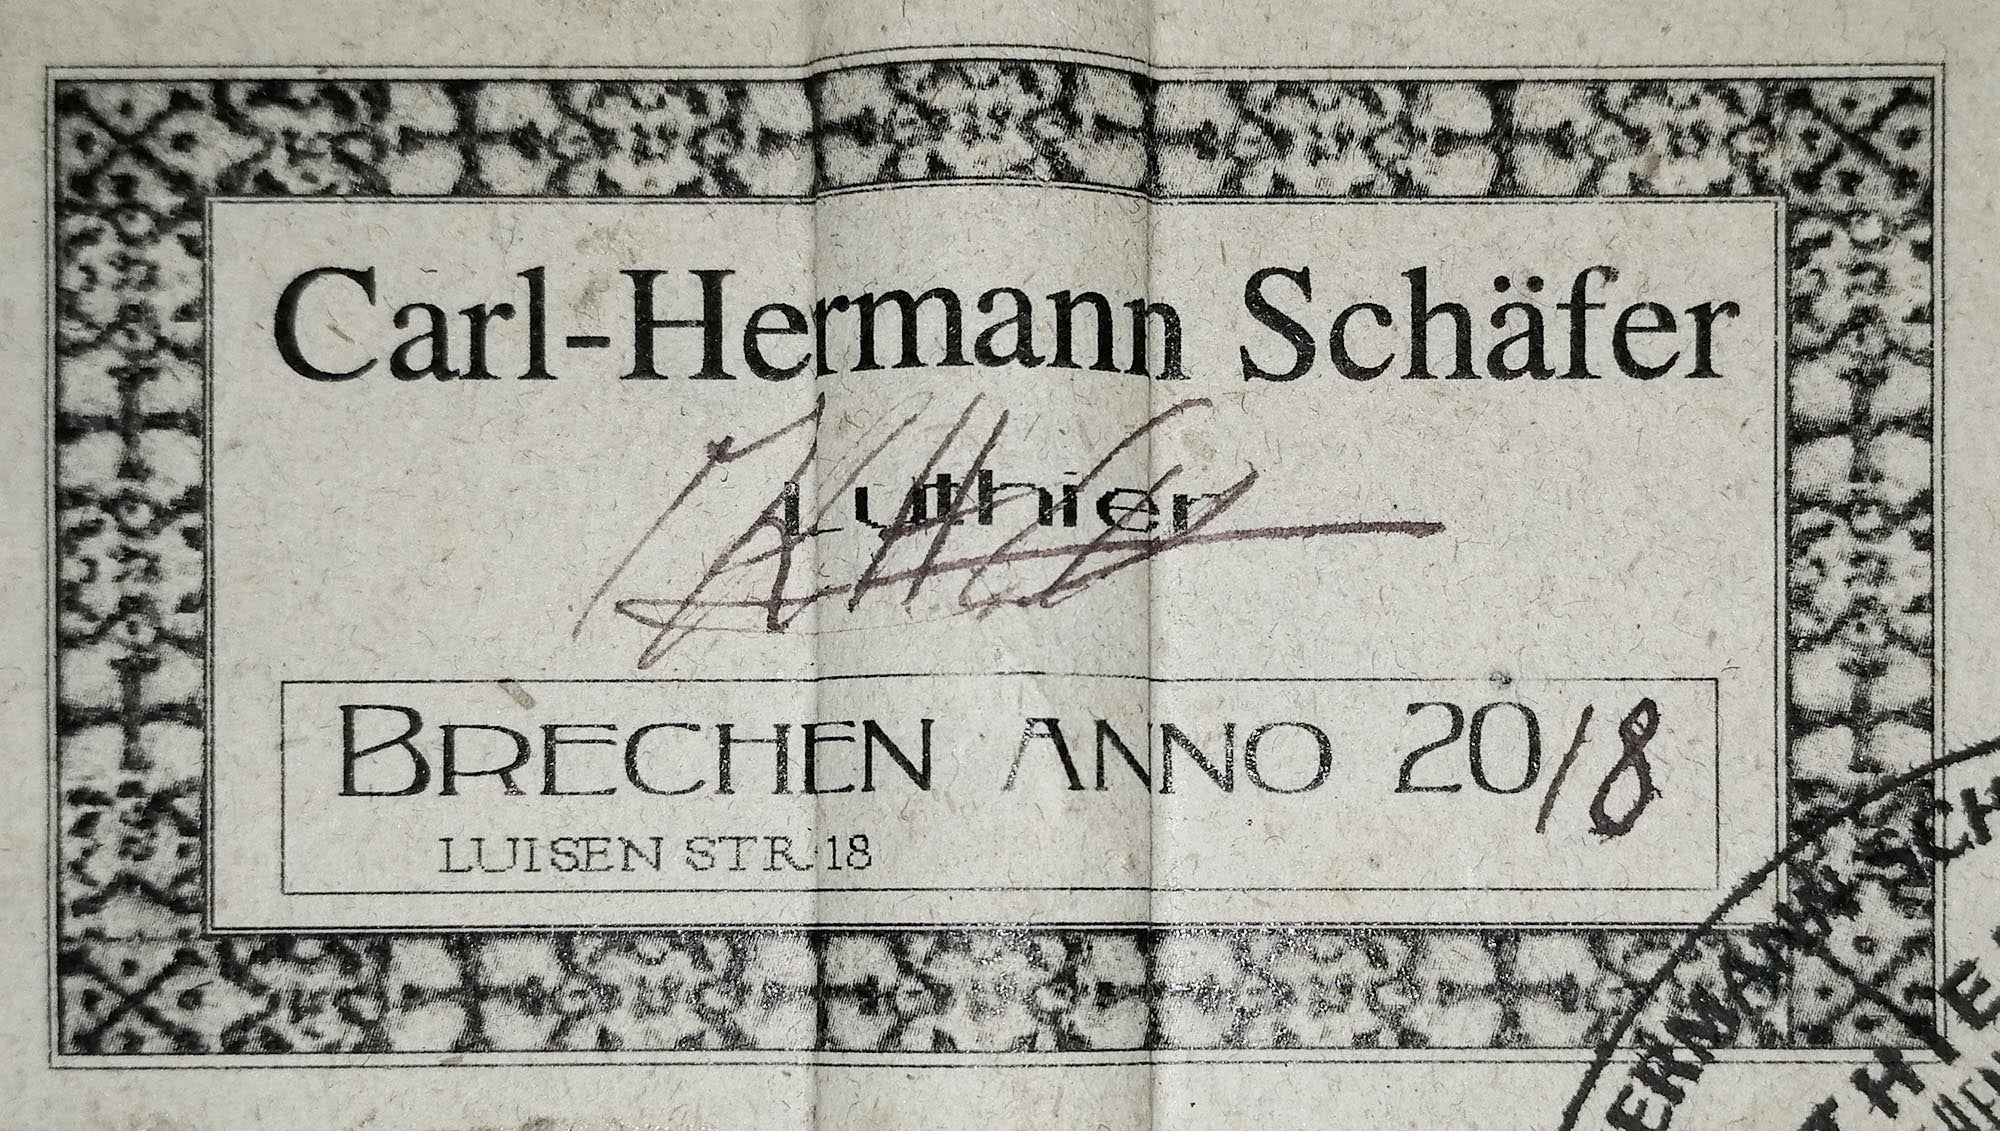 Carl-Hermann Schäfer
Luthier
BRECHEN ANNO 2018
LUISEN STR. 18